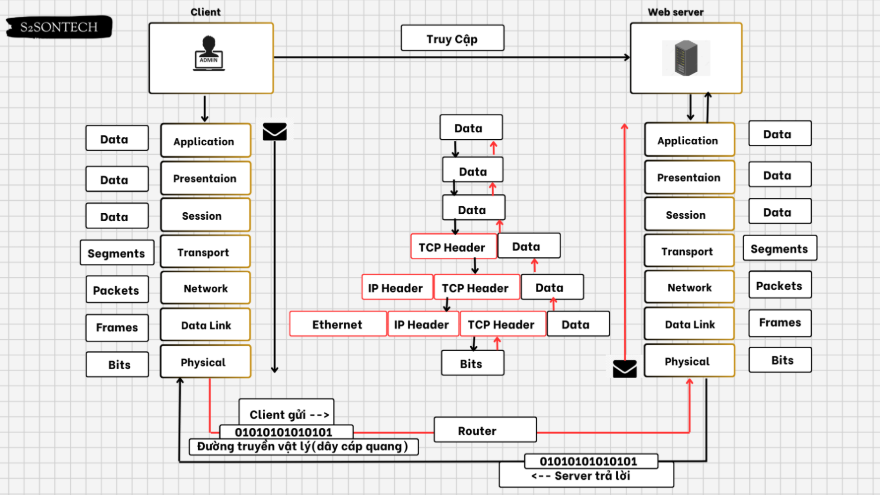 S2SONTECH
Client
Web server
ADMIN
Truy Cập
Data
Application
Data
Application
Data
Data
Presentaion
Data
Presentaion
Data
Data
Session
Data
Session
Data
Segments
Transport
TCP Header
Data
Transport
Segments
Packets
Network
IP Header
TCP Header
Data
Network
Packets
Frames
Data Link
Ethernet
IP Header
TCP Header
Data
Data Link
Frames
Bits
Physical
Bits
Physical
Bits
Client gửi -->
01010101010101
Router
Đường truyền vật lý(dây cáp quang)
01010101010101
<-- Server trả lời